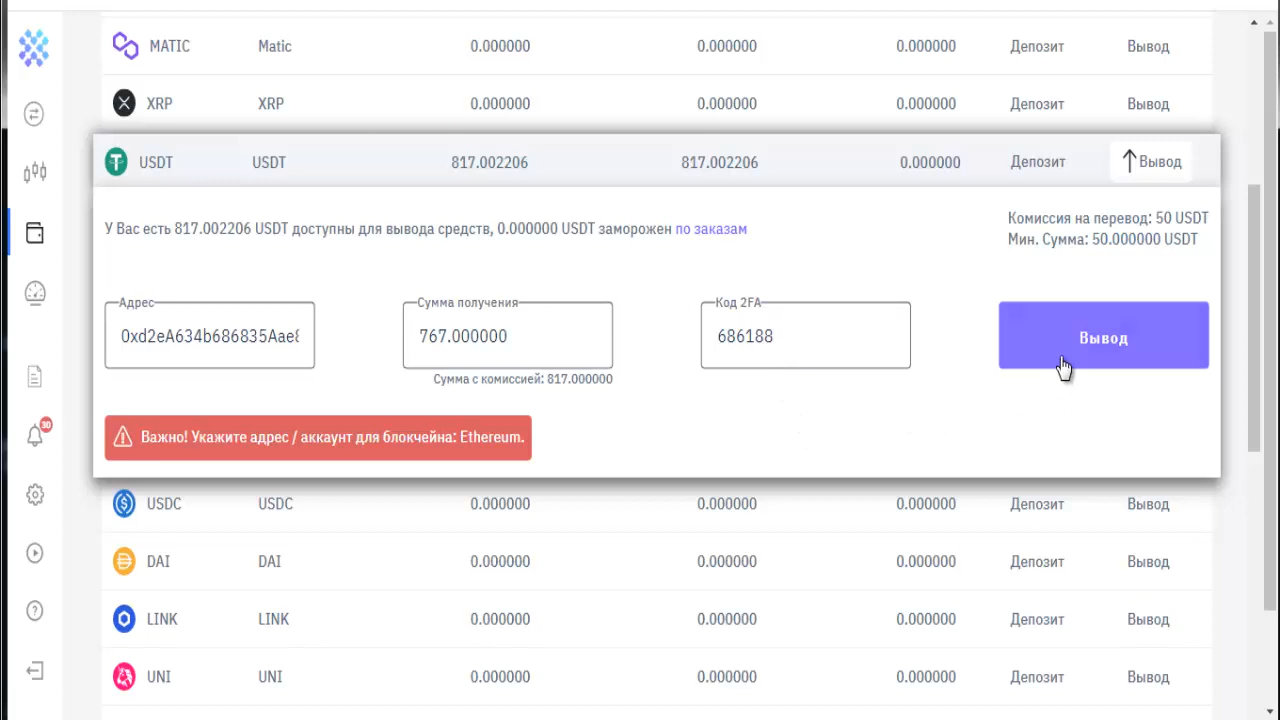 MATIC Matic 0.000000 0.000000 0.000000 Депозит Вывод
XRP XRP 0.000000 0.000000 0.000000 Депозит Вывод
USDT USDT 817.002206 817.002206 0.000000 Депозит Вывод
У Вас есть 817.002206 USDT доступны для вывода средств, 0.000000 USDT заморожен по заказам
Комиссия на перевод: 50 USDT
Мин. Сумма: 50.000000 USDT
Адрес Сумма получения Код 2FA
0xd2eA634b686835Aae 767.000000 686188 Вывод
Сумма с комиссией: 817.000000
Важно! Укажите адрес / аккаунт для блокчейна: Ethereum.
30
USDC USDC 0.000000 0.000000 0.000000 Депозит Вывод
DAI DAI 0.000000 0.000000 0.000000 Депозит Вывод
LINK LINK 0.000000 0.000000 0.000000 Депозит Вывод
UNI UNI 0.000000 0.000000 0.000000 Депозит Вывод